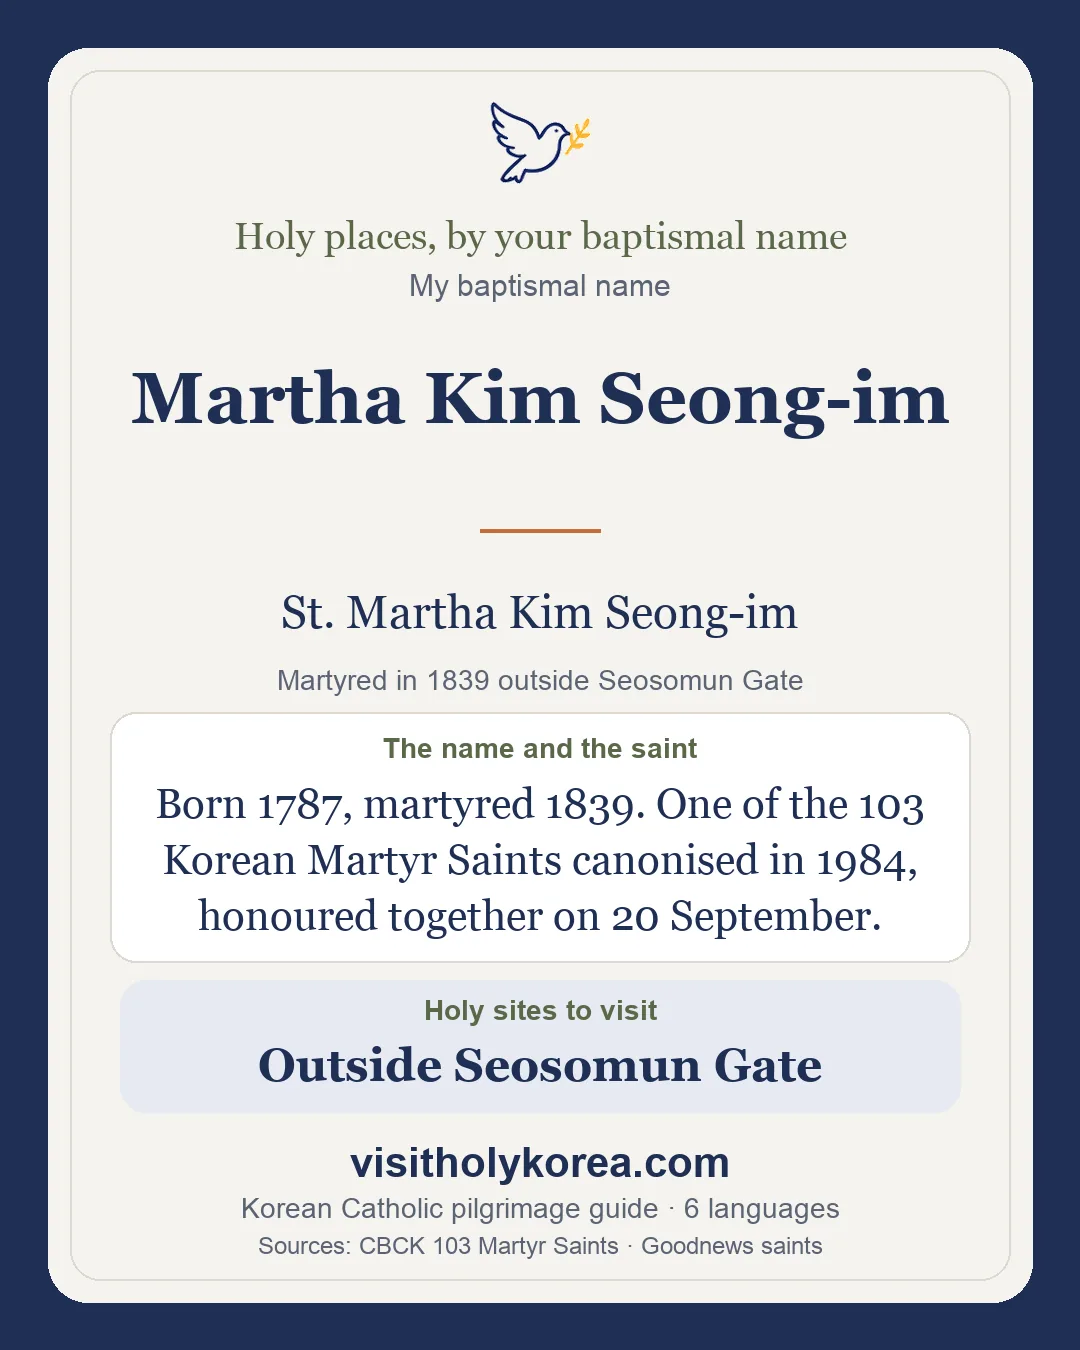 Holy places, by your baptismal name
My baptismal name
Martha Kim Seong-im
St. Martha Kim Seong-im
Martyred in 1839 outside Seosomun Gate
The name and the saint
Born 1787, martyred 1839. One of the 103
Korean Martyr Saints canonised in 1984,
honoured together on 20 September.
Holy sites to visit
Outside Seosomun Gate
visitholykorea.com
Korean Catholic pilgrimage guide · 6 languages
Sources: CBCK 103 Martyr Saints · Goodnews saints